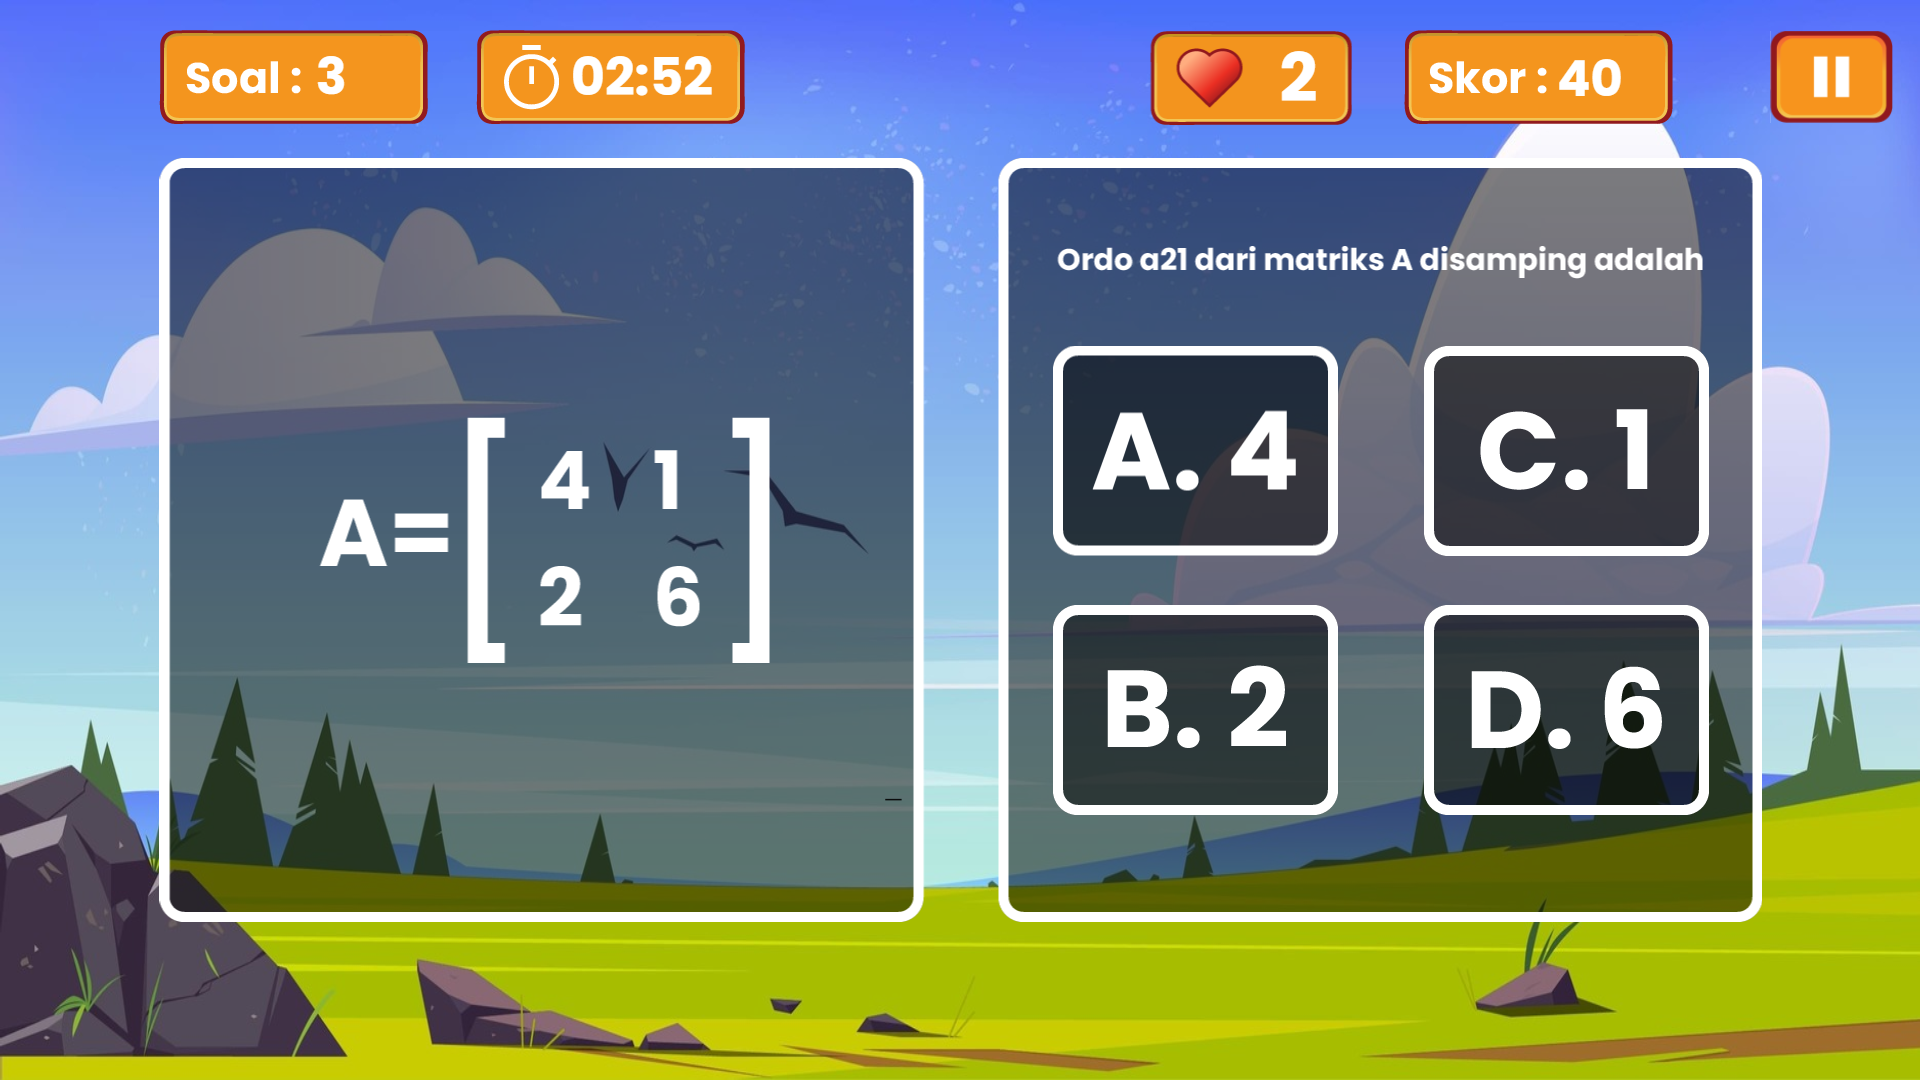 Soal : 3
02:52
2
Skor : 40
A= [ 4 1
2 6 ]
Ordo a21 dari matriks A disamping adalah
A. 4
C. 1
B. 2
D. 6